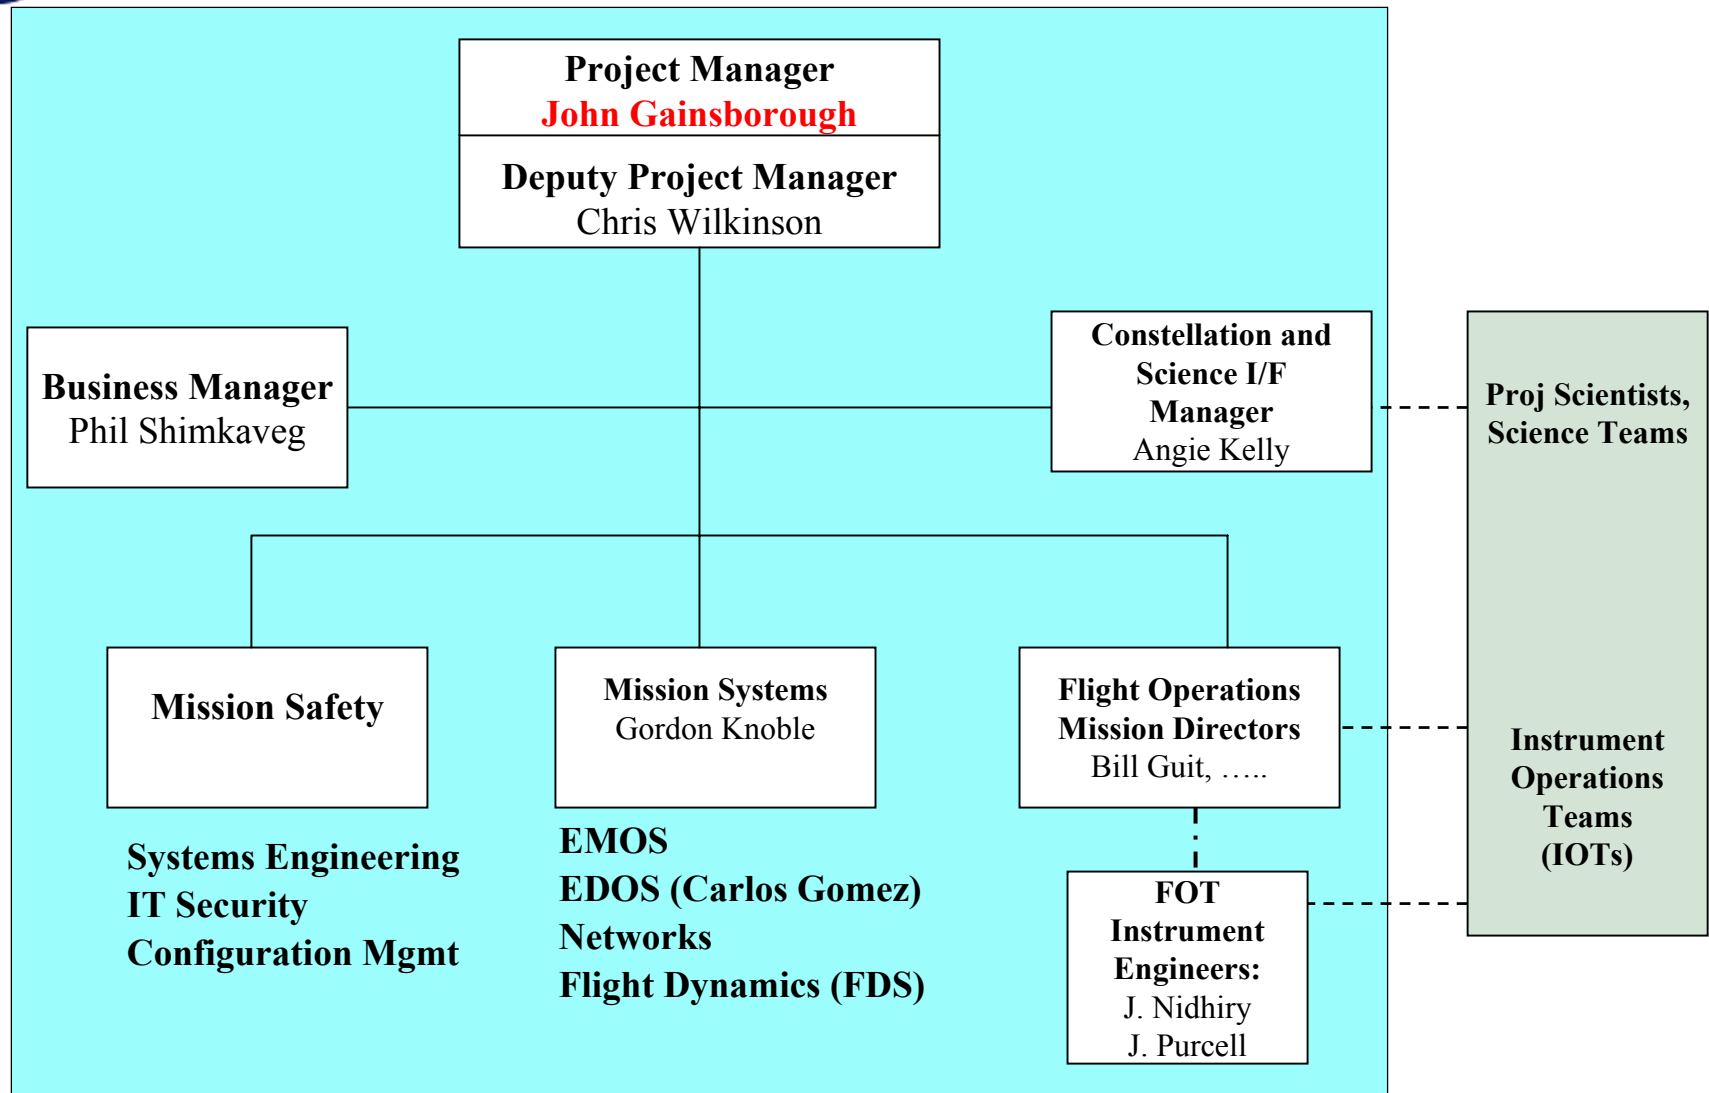 Project Manager
John Gainsborough
Deputy Project Manager
Chris Wilkinson
Business Manager
Phil Shimkaveg
Constellation and
Science I/F
Manager
Angie Kelly
Proj Scientists,
Science Teams
Mission Safety
Systems Engineering
IT Security
Configuration Mgmt
Mission Systems
Gordon Knoble
EMOS
EDOS (Carlos Gomez)
Networks
Flight Dynamics (FDS)
Flight Operations
Mission Directors
Bill Guit, …..
FOT
Instrument
Engineers:
J. Nidhiry
J. Purcell
Instrument
Operations
Teams
(IOTs)